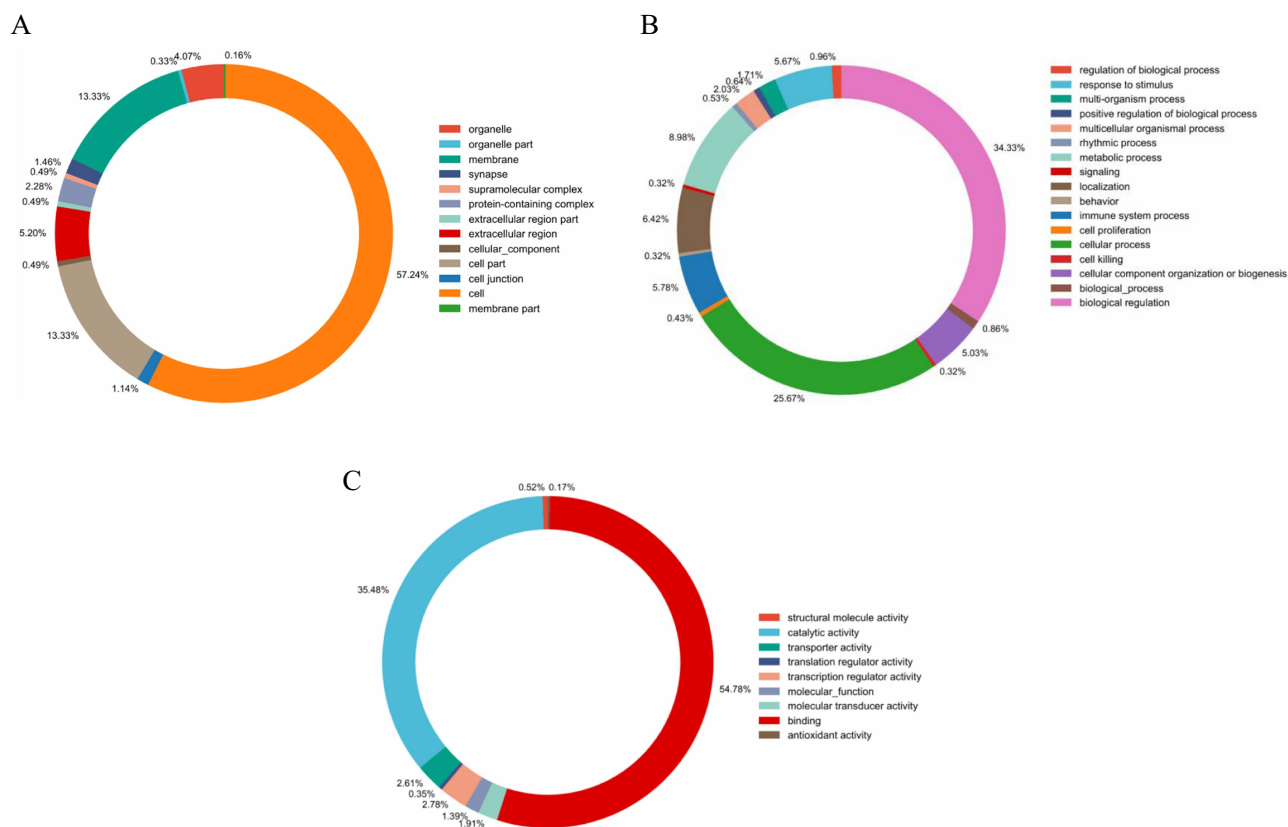 A
0.33%
4.07%
0.16%
13.33%
1.46%
0.49%
2.28%
0.49%
5.20%
0.49%
13.33%
1.14%
57.24%
organelle
organelle part
membrane
synapse
supramolecular complex
protein-containing complex
extracellular region part
extracellular region
cellular_component
cell part
cell junction
cell
membrane part
B
0.96%
5.67%
1.71%
0.64%
2.03%
0.53%
8.98%
0.32%
6.42%
0.32%
5.78%
0.43%
25.67%
0.32%
5.03%
0.86%
34.33%
regulation of biological process
response to stimulus
multi-organism process
positive regulation of biological process
multicellular organismal process
rhythmic process
metabolic process
signaling
localization
behavior
immune system process
cell proliferation
cellular process
cell killing
cellular component organization or biogenesis
biological_process
biological regulation
C
0.52%
0.17%
35.48%
54.78%
2.61%
0.35%
2.78%
1.39%
1.91%
structural molecule activity
catalytic activity
transporter activity
translation regulator activity
transcription regulator activity
molecular_function
molecular transducer activity
binding
antioxidant activity